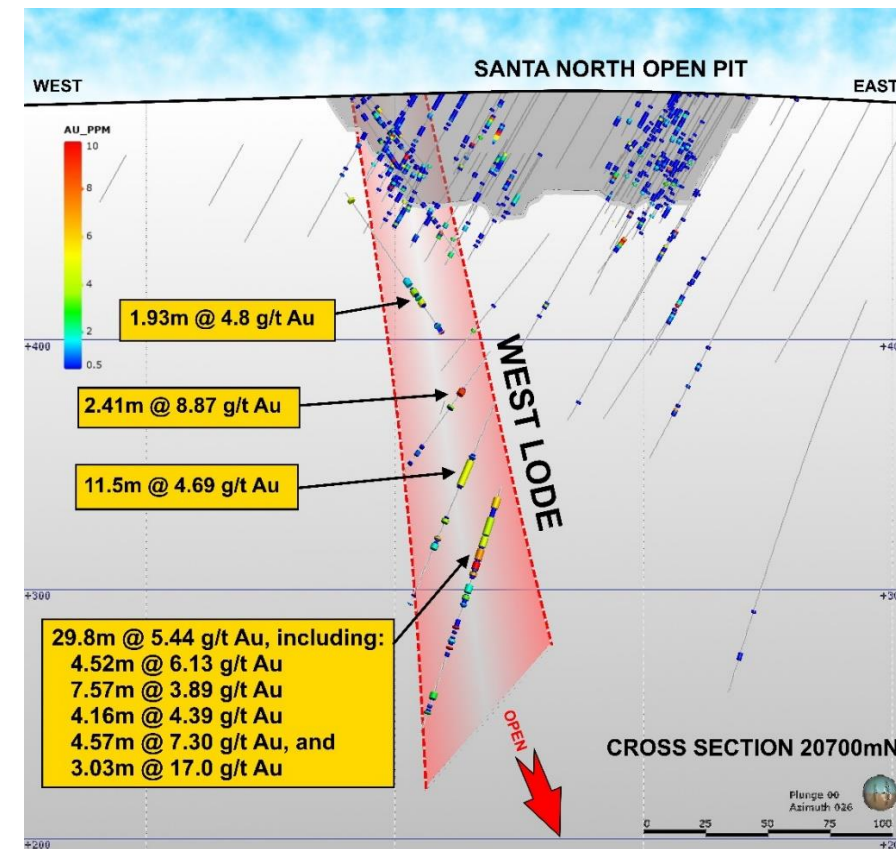 SANTA NORTH OPEN PIT
WEST
EAST
AU_PPM
10
8
6
4
2
0.5
1.93m @ 4.8 g/t Au
+400
2.41m @ 8.87 g/t Au
WEST LODE
11.5m @ 4.69 g/t Au
+300
29.8m @ 5.44 g/t Au, including:
4.52m @ 6.13 g/t Au
7.57m @ 3.89 g/t Au
4.16m @ 4.39 g/t Au
4.57m @ 7.30 g/t Au, and
3.03m @ 17.0 g/t Au
OPEN
CROSS SECTION 20700mN
Plunge 00
Azimuth 026
0 25 50 75 100
+200